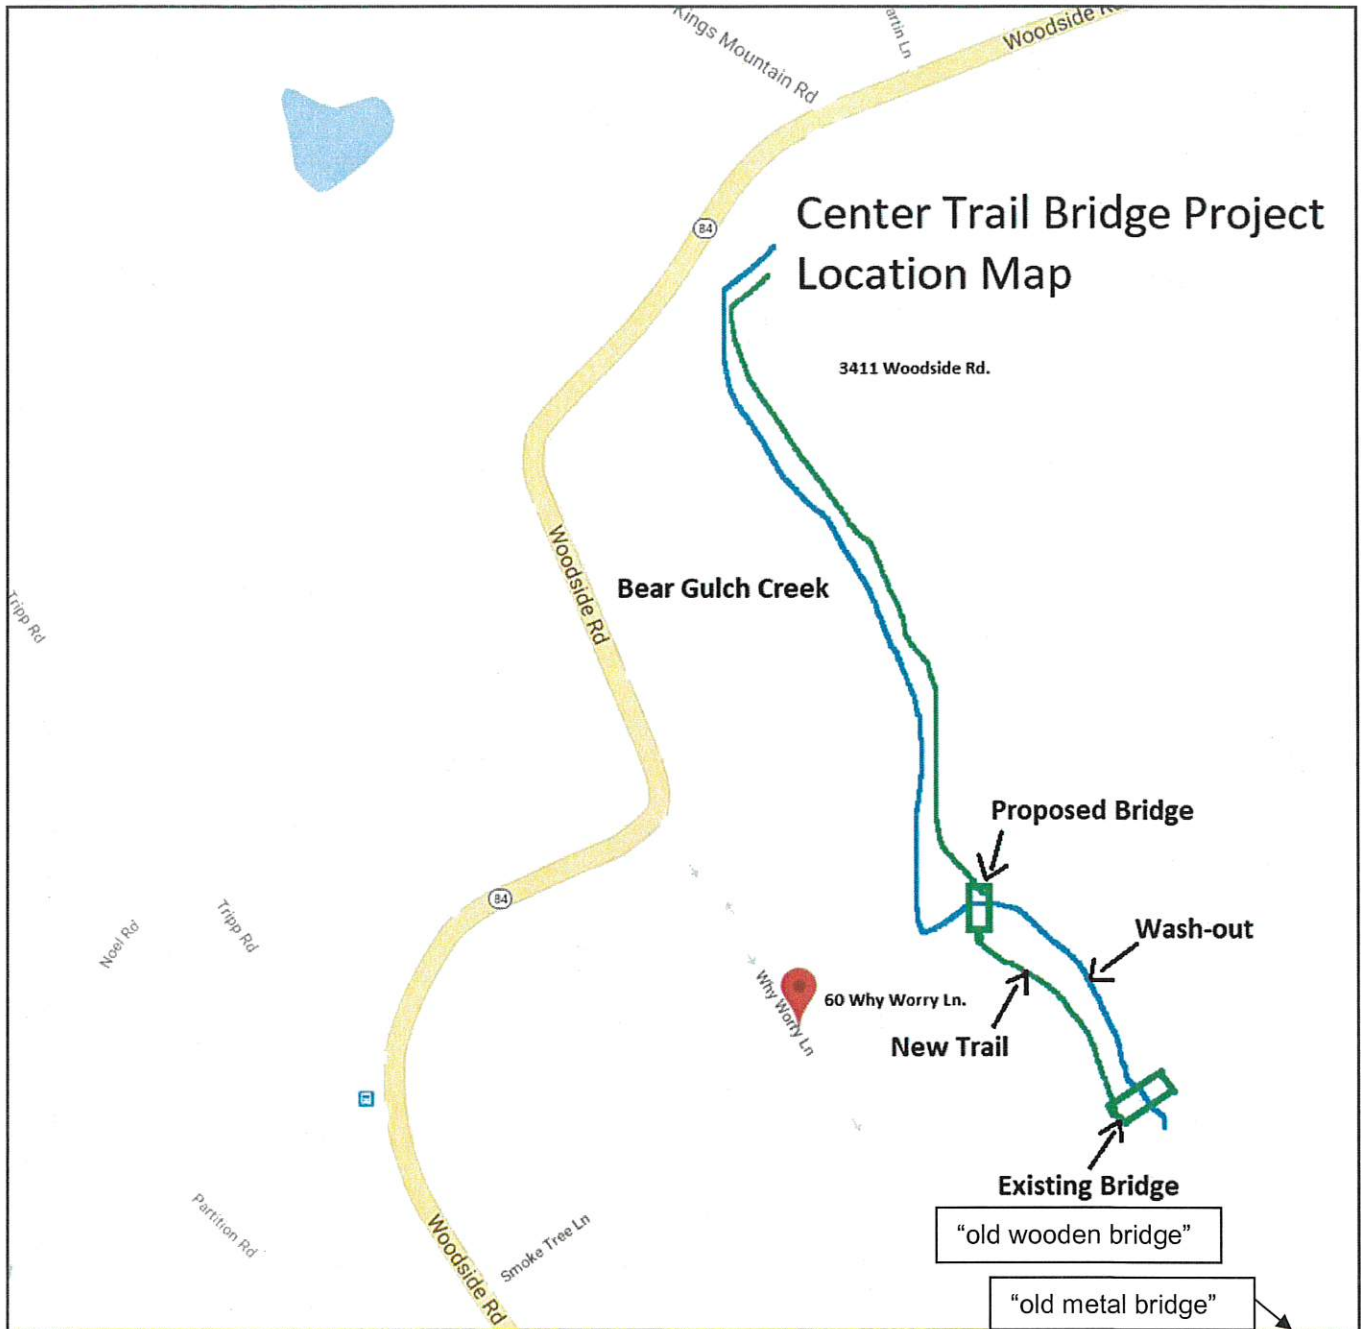 Kings Mountain Rd
artin Ln
Woodside R
84
Center Trail Bridge Project
Location Map
3411 Woodside Rd.
Woodside Rd
Bear Gulch Creek
Tripp Rd
Proposed Bridge
84
Noel Rd
Tripp Rd
Wash-out
Why Worry Ln
60 Why Worry Ln.
New Trail
Existing Bridge
Partition Rd
Woodside Rd
Smoke Tree Ln
“old wooden bridge”
“old metal bridge”